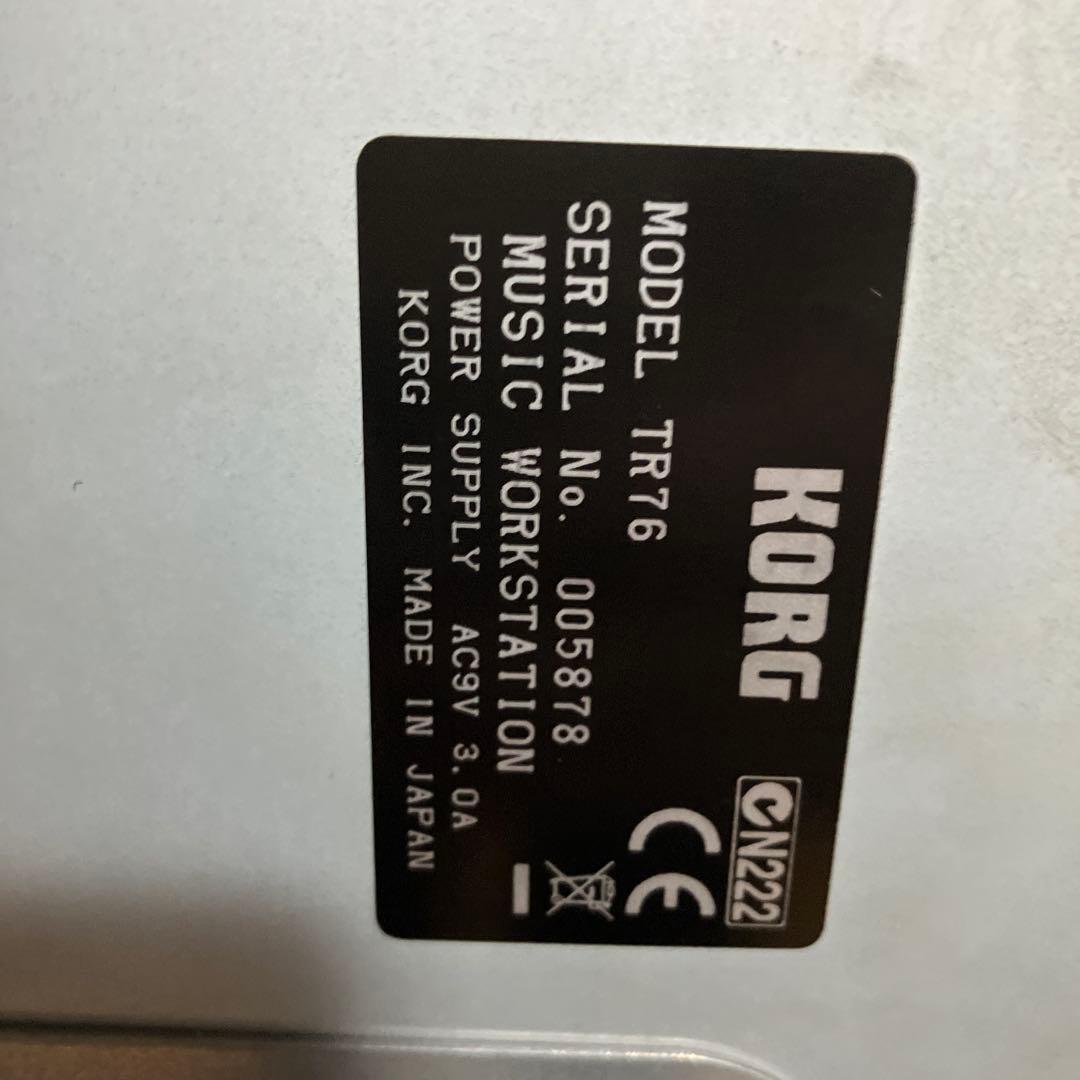 KORG
N222
MODEL TR76
SERIAL No. 005878
MUSIC WORKSTATION
POWER SUPPLY AC9V 3.0A
KORG INC. MADE IN JAPAN
CE